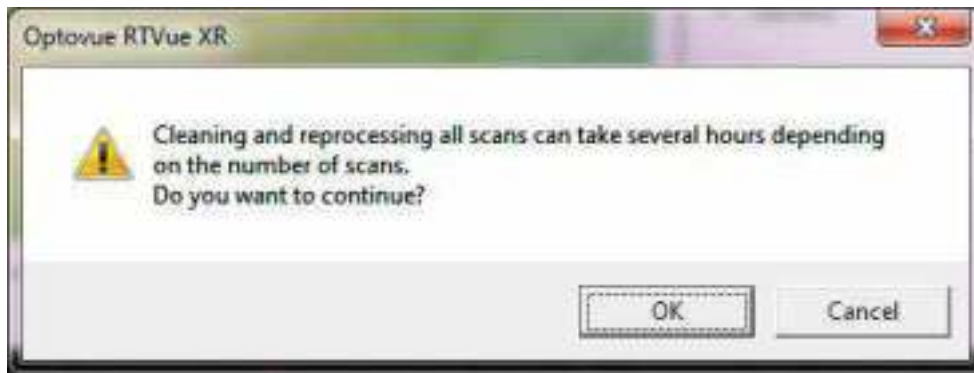 Optovue RTVue XR
Cleaning and reprocessing all scans can take several hours depending
on the number of scans.
Do you want to continue?
OK
Cancel